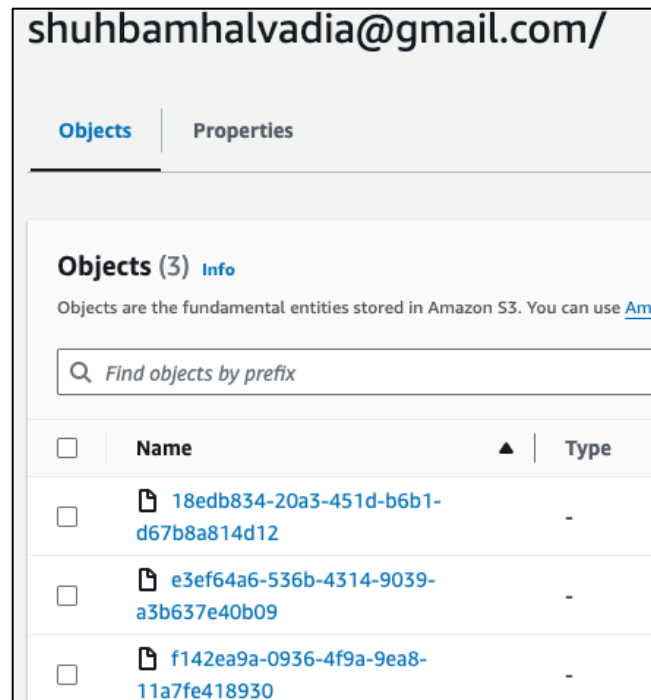 shuhbamhalvadia@gmail.com/
Objects Properties
Objects (3) Info
Objects are the fundamental entities stored in Amazon S3. You can use Am
Find objects by prefix
Name Type
18edb834-20a3-451d-b6b1-
d67b8a814d12 -
e3ef64a6-536b-4314-9039-
a3b637e40b09 -
f142ea9a-0936-4f9a-9ea8-
11a7fe418930 -